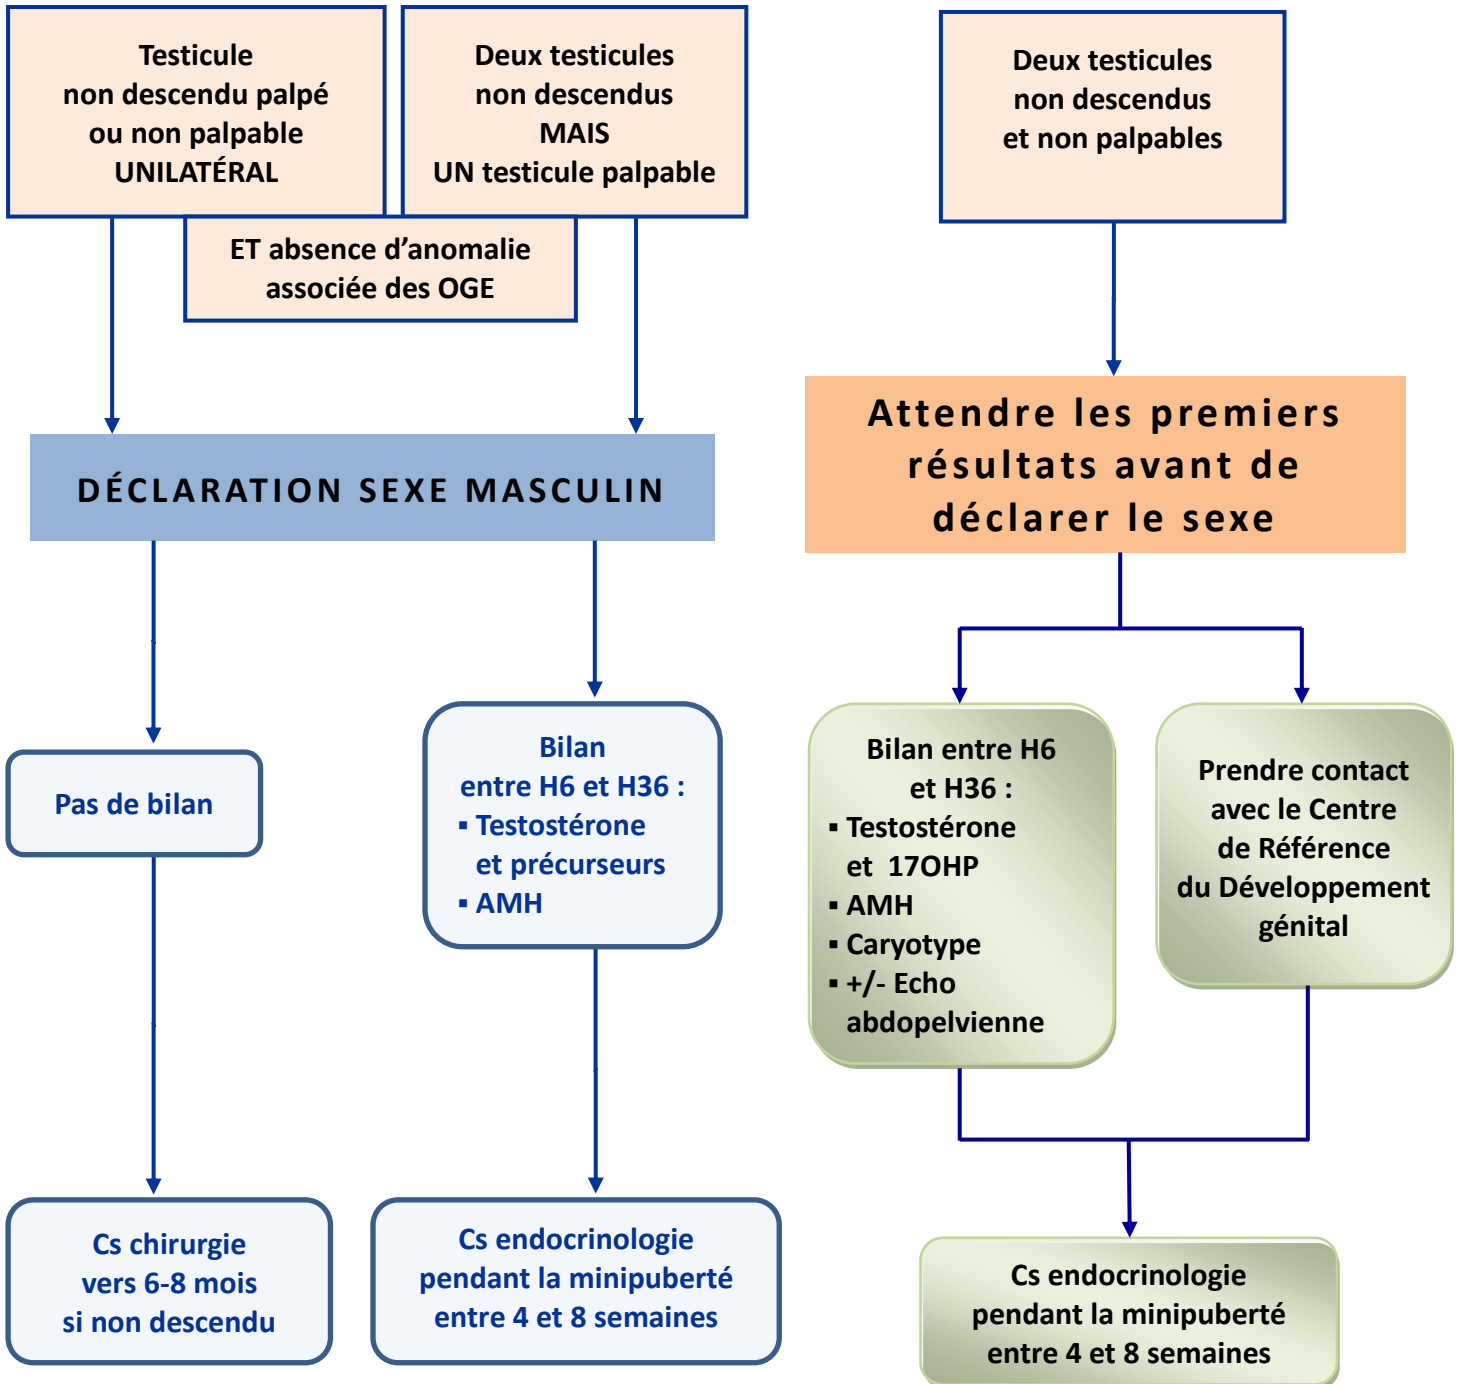 Testicule
non descendu palpé
ou non palpable
UNILATÉRAL
Deux testicules
non descendus
MAIS
UN testicule palpable
ET absence d'anomalie
associée des OGE
Deux testicules
non descendus
et non palpables
DÉCLARATION SEXE MASCULIN
Attendre les premiers
résultats avant de
déclarer le sexe
Pas de bilan
Bilan
entre H6 et H36 :
▪ Testostérone
et précurseurs
▪ AMH
Bilan entre H6
et H36 :
▪ Testostérone
et 17OHP
▪ AMH
▪ Caryotype
▪ +/- Echo
abdopelvienne
Prendre contact
avec le Centre
de Référence
du Développement
génital
Cs chirurgie
vers 6-8 mois
si non descendu
Cs endocrinologie
pendant la minipuberté
entre 4 et 8 semaines
Cs endocrinologie
pendant la minipuberté
entre 4 et 8 semaines